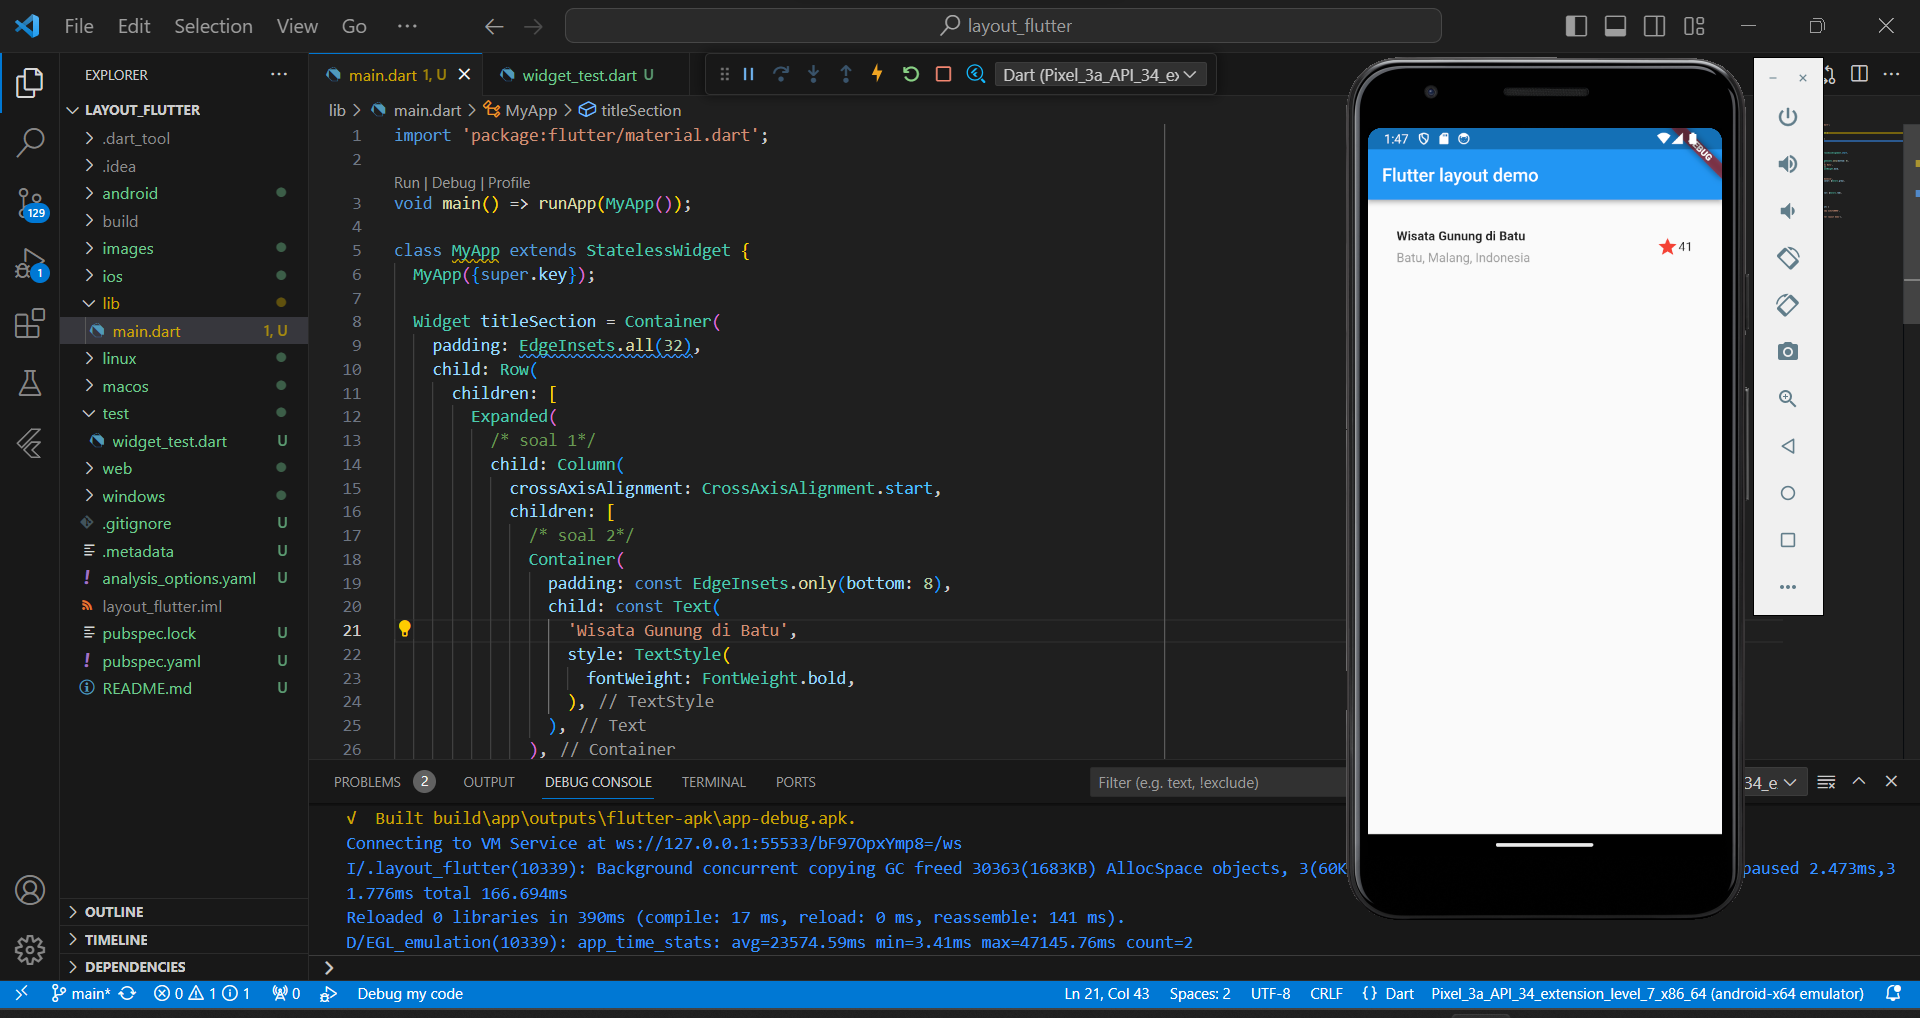 File Edit Selection View Go ··· layout_flutter
EXPLORER ···
LAYOUT_FLUTTER
.dart_tool
.idea
android
build
images
ios
lib
main.dart 1, U
linux
macos
test
widget_test.dart U
web
windows
.gitignore U
.metadata U
analysis_options.yaml U
layout_flutter.iml
pubspec.lock U
pubspec.yaml U
README.md U
OUTLINE
TIMELINE
DEPENDENCIES
129
1
main.dart 1, U widget_test.dart U
Dart (Pixel_3a_API_34_ex
lib > main.dart > MyApp > titleSection
1 import 'package:flutter/material.dart';
2
Run | Debug | Profile
3 void main() => runApp(MyApp());
4
5 class MyApp extends StatelessWidget {
6 MyApp({super.key});
7
8 Widget titleSection = Container(
9 padding: EdgeInsets.all(32),
10 child: Row(
11 children: [
12 Expanded(
13 /* soal 1*/
14 child: Column(
15 crossAxisAlignment: CrossAxisAlignment.start,
16 children: [
17 /* soal 2*/
18 Container(
19 padding: const EdgeInsets.only(bottom: 8),
20 child: const Text(
21 'Wisata Gunung di Batu',
22 style: TextStyle(
23 fontWeight: FontWeight.bold,
24 ), // TextStyle
25 ), // Text
26 ), // Container
1:47
DEBUG
Flutter layout demo
Wisata Gunung di Batu
41
Batu, Malang, Indonesia
PROBLEMS 2 OUTPUT DEBUG CONSOLE TERMINAL PORTS Filter (e.g. text, !exclude) 34_e
√ Built build\app\outputs\flutter-apk\app-debug.apk.
Connecting to VM Service at ws://127.0.0.1:55533/bF97OpxYmp8=/ws
I/.layout_flutter(10339): Background concurrent copying GC freed 30363(1683KB) AllocSpace objects, 3(60K paused 2.473ms,3
1.776ms total 166.694ms
Reloaded 0 libraries in 390ms (compile: 17 ms, reload: 0 ms, reassemble: 141 ms).
D/EGL_emulation(10339): app_time_stats: avg=23574.59ms min=3.41ms max=47145.76ms count=2
>
main* 0 1 1 0 Debug my code Ln 21, Col 43 Spaces: 2 UTF-8 CRLF {} Dart Pixel_3a_API_34_extension_level_7_x86_64 (android-x64 emulator)